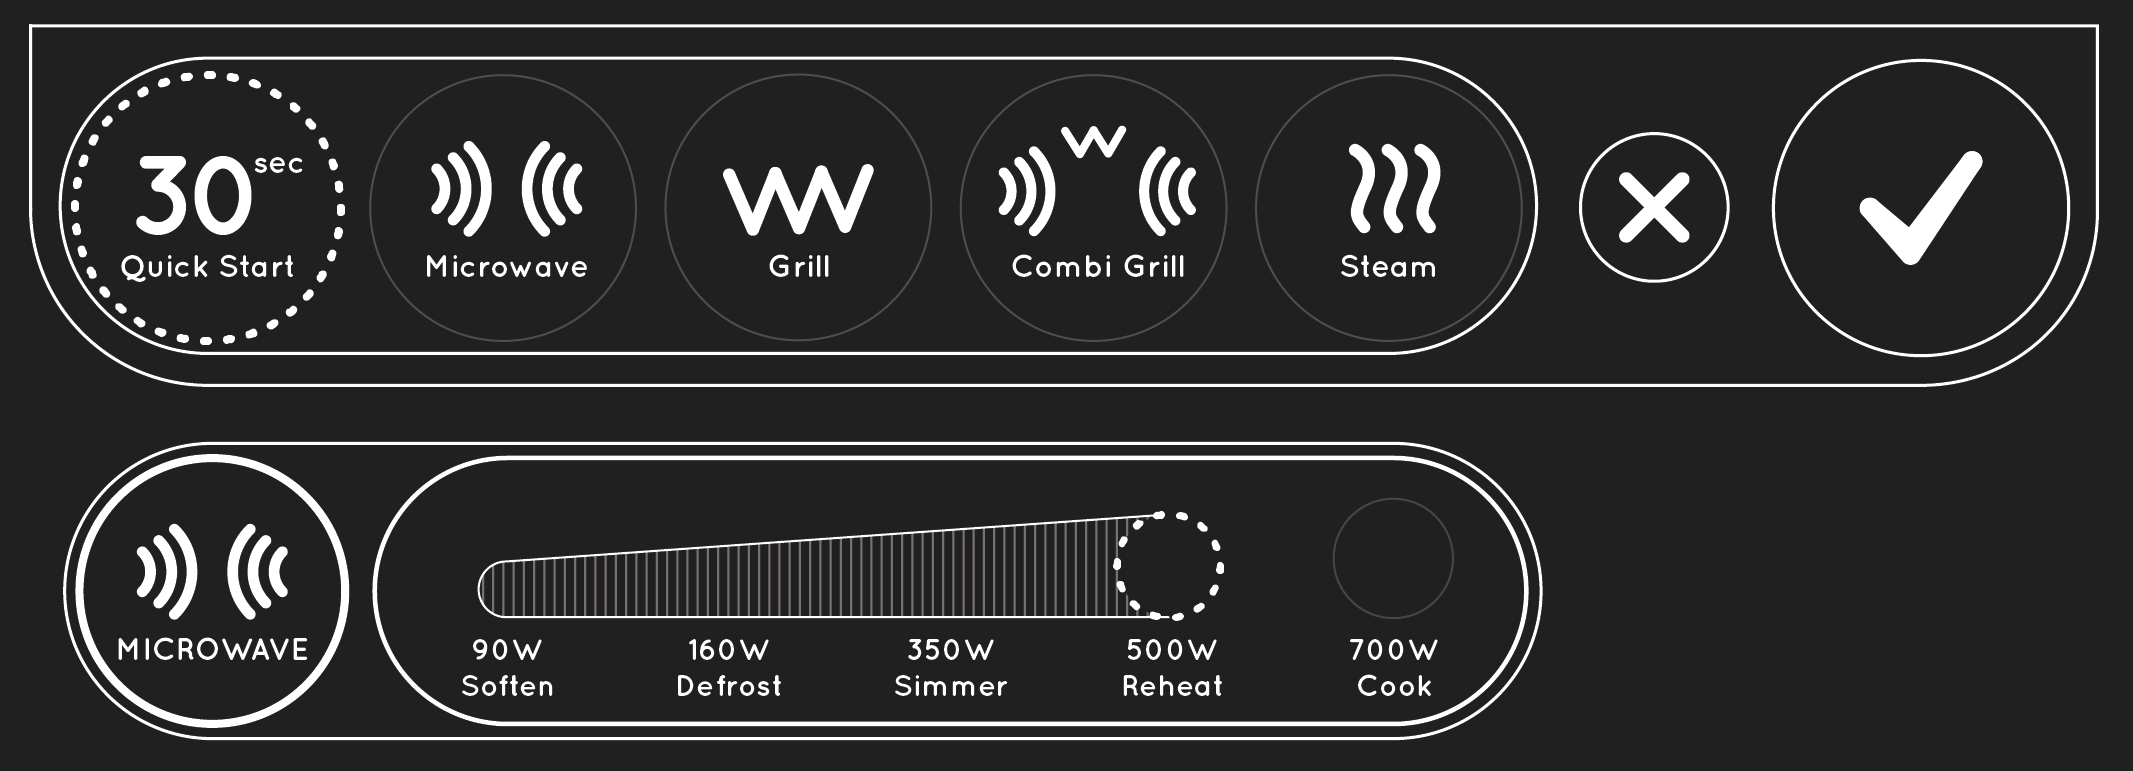 30 sec
Quick Start
Microwave
Grill
Combi Grill
Steam
MICROWAVE
90W
Soften
160W
Defrost
350W
Simmer
500W
Reheat
700W
Cook